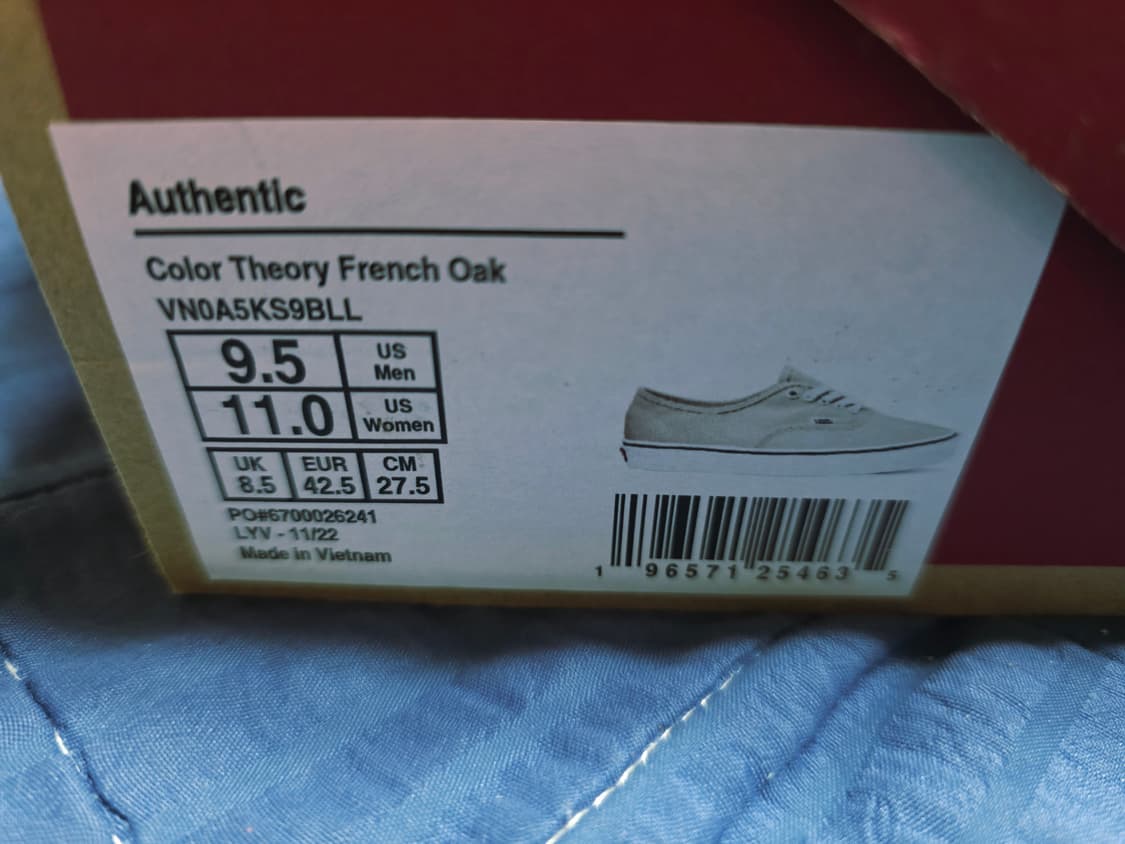 Authentic
Color Theory French Oak
VN0A5KS9BLL
9.5 US Men
11.0 US Women
UK 8.5 EUR 42.5 CM 27.5
PO#6700026241
LYV - 11/22
Made in Vietnam
1 96571 25463 5